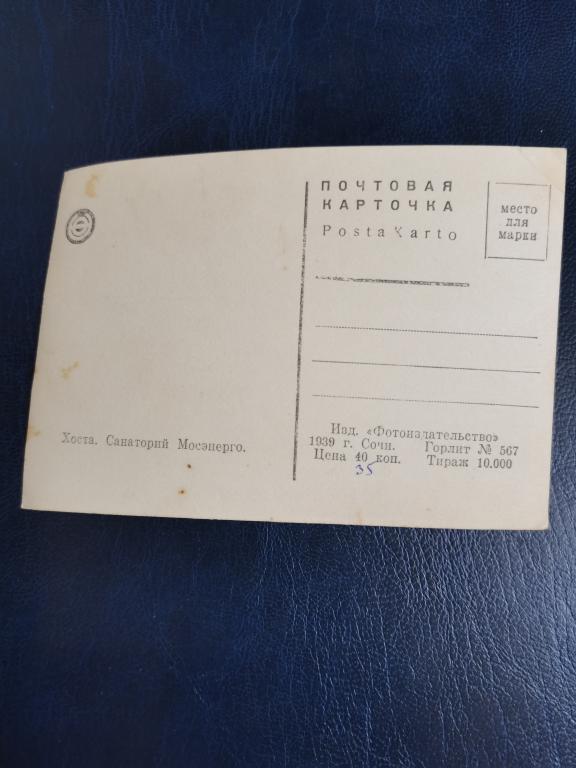 ПОЧТОВАЯ
КАРТОЧКА
Posta Karto
место
для
марки
Хоста. Санаторий Мосэнерго.
Изд. «Фотоиздательство»
1939 г. Сочи. Горлит № 567
Цена 40 коп. Тираж 10.000
35